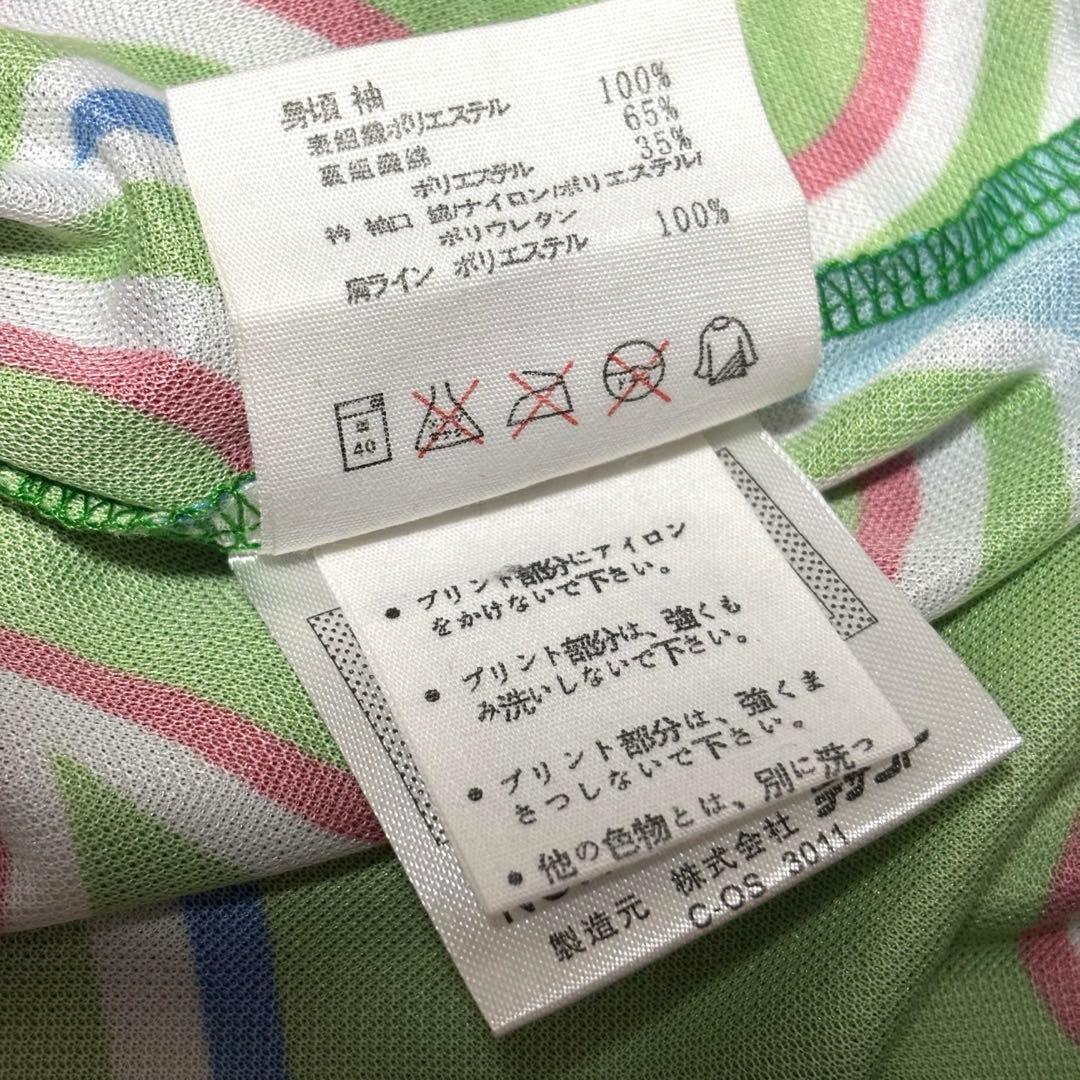 身頃 袖
表組織ポリエステル 100%
裏組織綿 65%
ポリエステル 35%
衿 袖口 綿/ナイロン/ポリエステル/
ポリウレタン
肩ライン ポリエステル 100%
40
● プリント部分にアイロン
をかけないで下さい。
● プリント部分は、強くも
み洗いしないで下さい。
● プリント部分は、強くま
さつしないで下さい。
● 他の色物とは、別に洗っ
製造元 株式会社 デサント
C-OS 3011